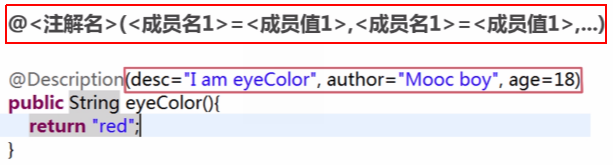 @<注解名>(<成员名1>=<成员值1>,<成员名1>=<成员值1>,...)
@Description(desc="I am eyeColor", author="Mooc boy", age=18)
public String eyeColor(){
return "red";
}